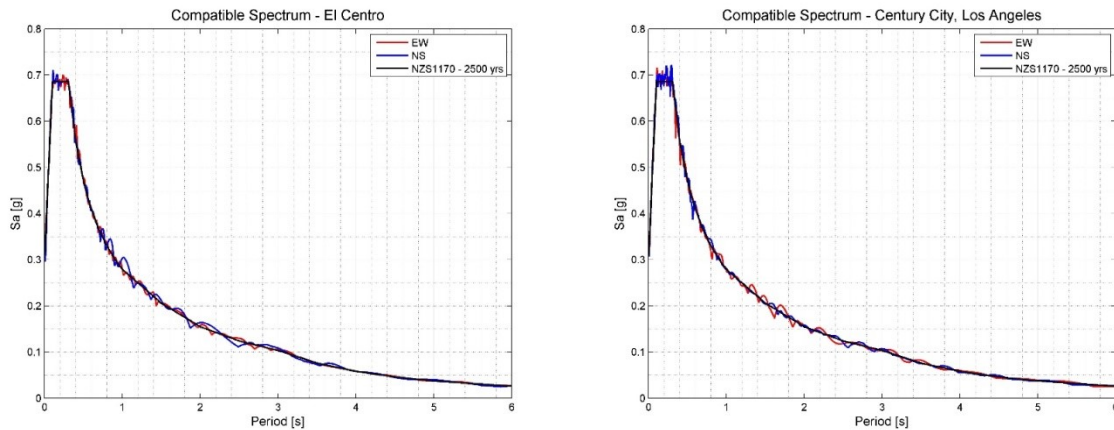 Compatible Spectrum - El Centro
0.8
0.7
0.6
0.5
0.4
0.3
0.2
0.1
0
Sa [g]
EW
NS
NZS1170 - 2500 yrs
0 1 2 3 4 5 6
Period [s]
Compatible Spectrum - Century City, Los Angeles
0.8
0.7
0.6
0.5
0.4
0.3
0.2
0.1
0
Sa [g]
EW
NS
NZS1170 - 2500 yrs
0 1 2 3 4 5 6
Period [s]